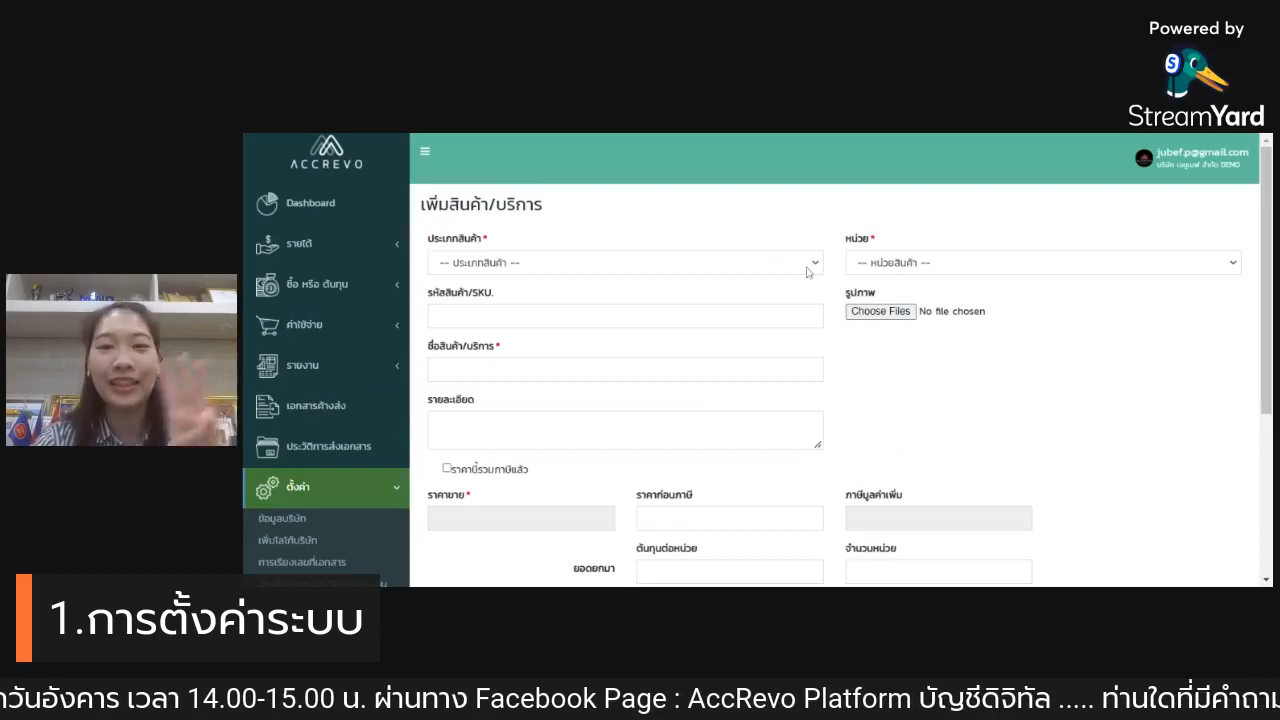 Powered by
StreamYard
ACCREVO
jubef.p@gmail.com
บริษัท เจยูเบฟ จำกัด DEMO
Dashboard
รายได้
ซื้อ หรือ ต้นทุน
ค่าใช้จ่าย
รายงาน
เอกสารค้างส่ง
ประวัติการส่งเอกสาร
ตั้งค่า
ข้อมูลบริษัท
เพิ่มโลโก้บริษัท
การเรียงเลขที่เอกสาร
เพิ่มสินค้า/บริการ
ประเภทสินค้า *
-- ประเภทสินค้า --
หน่วย *
-- หน่วยสินค้า --
รหัสสินค้า/SKU.
รูปภาพ
Choose Files No file chosen
ชื่อสินค้า/บริการ *
รายละเอียด
ราคานี้รวมภาษีแล้ว
ราคาขาย *
ราคาก่อนภาษี
ภาษีมูลค่าเพิ่ม
ต้นทุนต่อหน่วย
จำนวนหน่วย
ยอดยกมา
1.การตั้งค่าระบบ
วันอังคาร เวลา 14.00-15.00 น. ผ่านทาง Facebook Page : AccRevo Platform บัญชีดิจิทัล ..... ท่านใดที่มีคำถาม